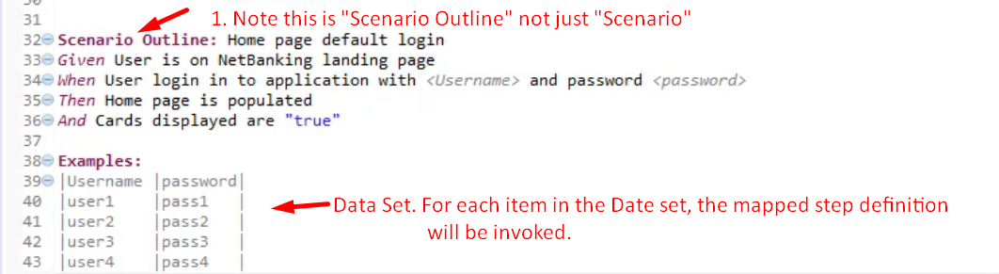 31
1. Note this is "Scenario Outline" not just "Scenario"
32 Scenario Outline: Home page default login
33 Given User is on NetBanking landing page
34 When User login in to application with <Username> and password <password>
35 Then Home page is populated
36 And Cards displayed are "true"
37
38 Examples:
39 |Username |password|
40 |user1 |pass1 |
Data Set. For each item in the Date set, the mapped step definition
41 |user2 |pass2 |
will be invoked.
42 |user3 |pass3 |
43 |user4 |pass4 |